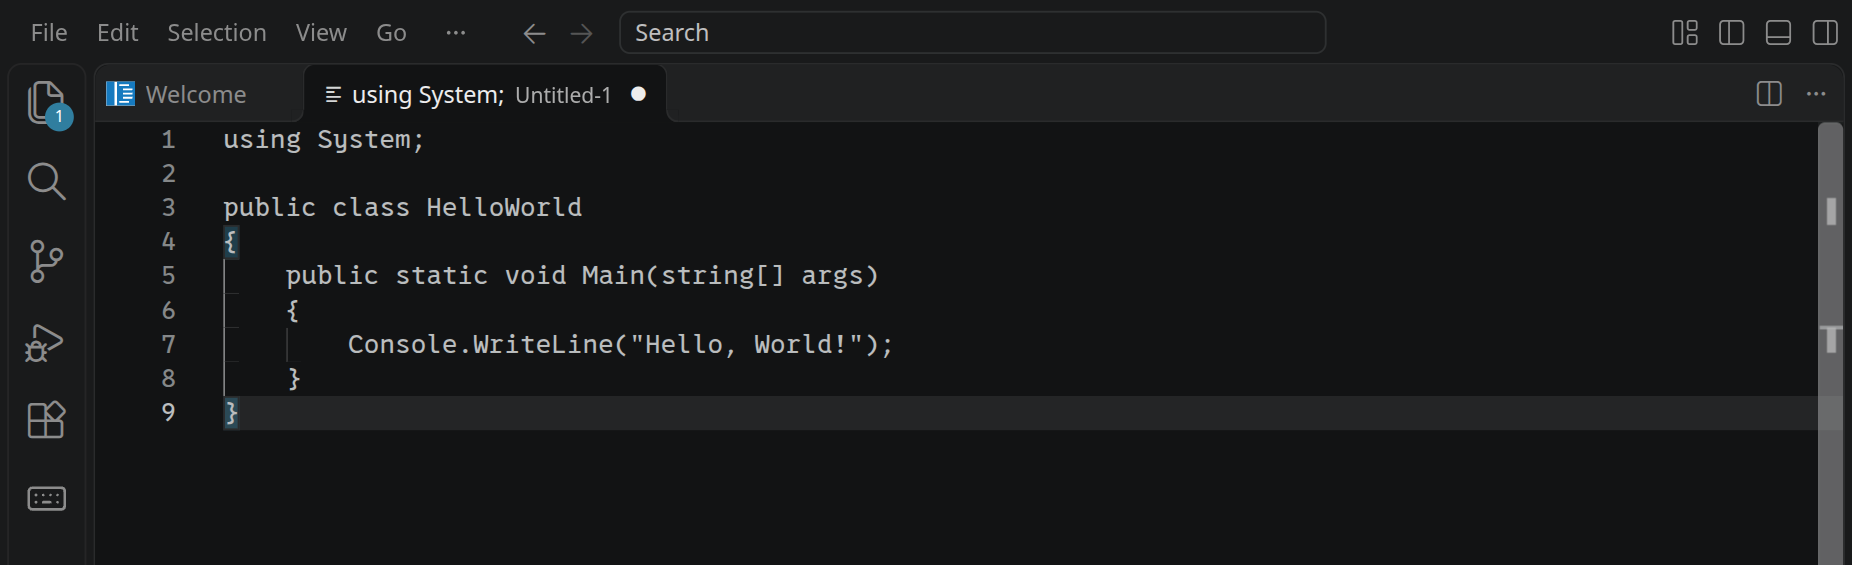 File Edit Selection View Go ··· Search
1
Welcome using System; Untitled-1
1 using System;
2
3 public class HelloWorld
4 {
5     public static void Main(string[] args)
6     {
7         Console.WriteLine("Hello, World!");
8     }
9 }